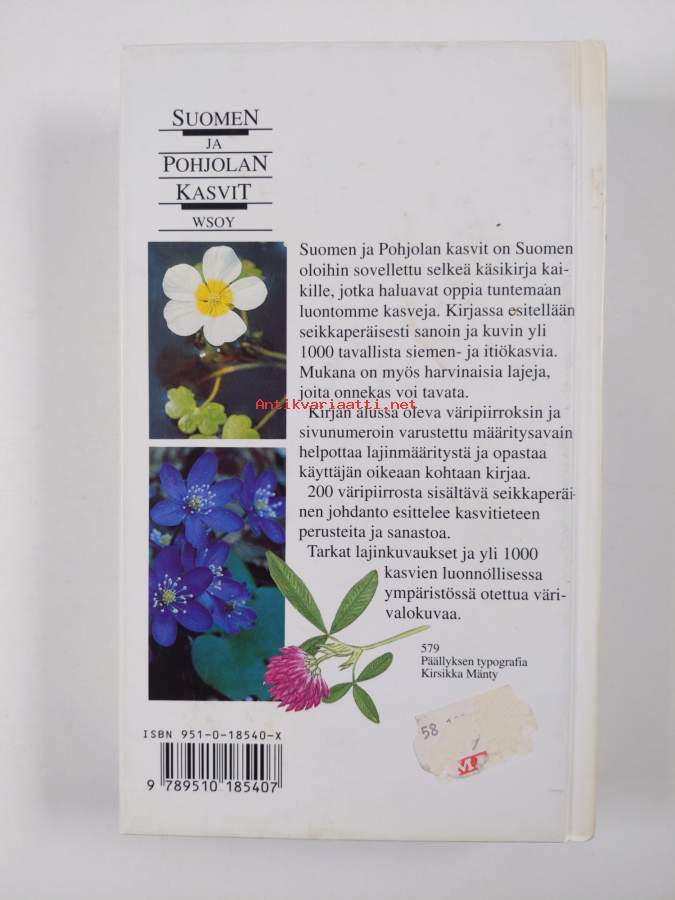 SUOMEN
JA
POHJOLAN
KASVIT
WSOY
Suomen ja Pohjolan kasvit on Suomen
oloihin sovellettu selkeä käsikirja kai-
kille, jotka haluavat oppia tuntemaan
luontomme kasveja. Kirjassa esitellään
seikkaperäisesti sanoin ja kuvin yli
1000 tavallista siemen- ja itiökasvia.
Mukana on myös harvinaisia lajeja,
joita onnekas voi tavata.
Antikvariaatti.net
Kirjan alussa oleva väripiirroksin ja
sivunumeroin varustettu määritysavain
helpottaa lajinmääritystä ja opastaa
käyttäjän oikeaan kohtaan kirjaa.
200 väripiirrosta sisältävä seikkaperäi-
nen johdanto esittelee kasvitieteen
perusteita ja sanastoa.
Tarkat lajinkuvaukset ja yli 1000
kasvien luonnollisessa
ympäristössä otettua väri-
valokuvaa.
579
Päällyksen typografia
Kirsikka Mänty
ISBN 951-0-18540-X
9 789510 185407
58